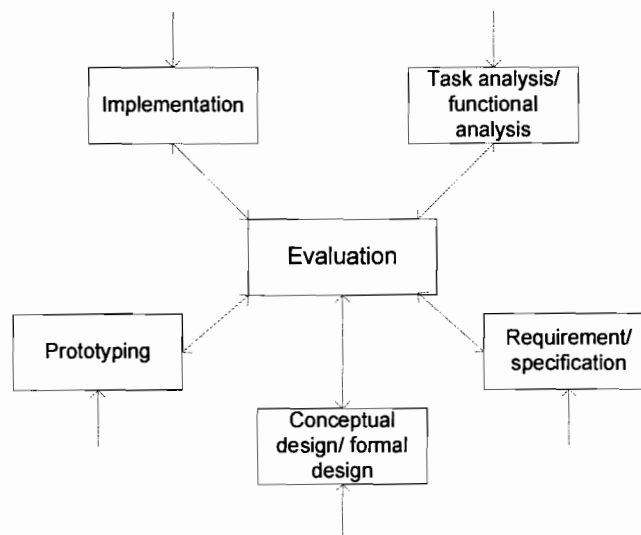 Implementation
Task analysis/
functional
analysis
Evaluation
Prototyping
Requirement/
specification
Conceptual
design/ formal
design